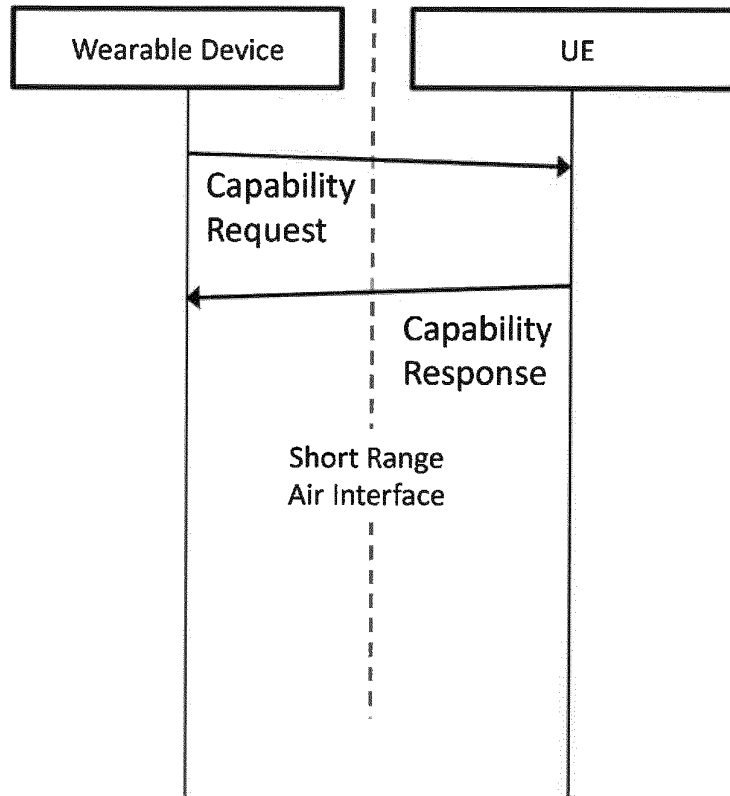 Wearable Device
UE
Capability
Request
Capability
Response
Short Range
Air Interface